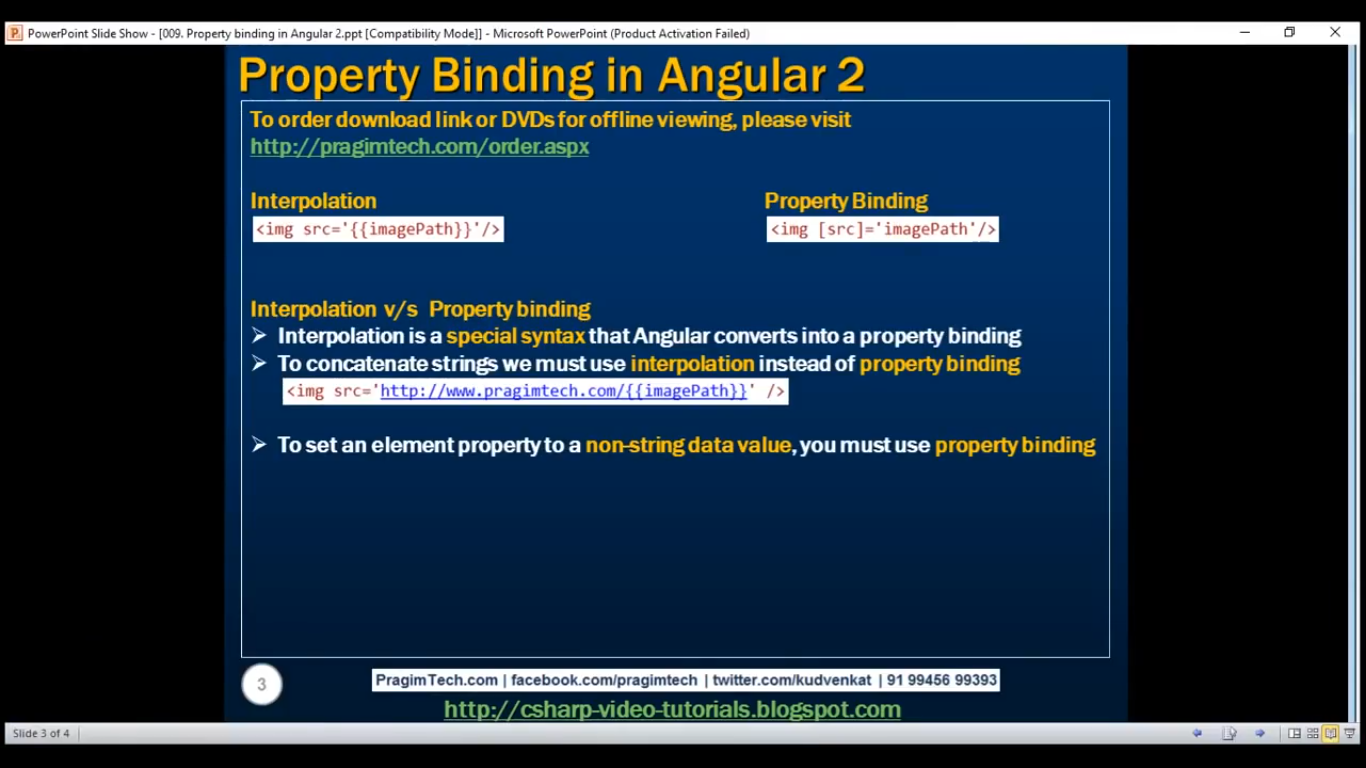 PowerPoint Slide Show - [009. Property binding in Angular 2.ppt [Compatibility Mode]] - Microsoft PowerPoint (Product Activation Failed)
Property Binding in Angular 2
To order download link or DVDs for offline viewing, please visit
http://pragimtech.com/order.aspx
Interpolation
<img src='{{imagePath}}'/>
Property Binding
<img [src]='imagePath'/>
Interpolation v/s Property binding
Interpolation is a special syntax that Angular converts into a property binding
To concatenate strings we must use interpolation instead of property binding
<img src='http://www.pragimtech.com/{{imagePath}}' />
To set an element property to a non-string data value, you must use property binding
3
PragimTech.com | facebook.com/pragimtech | twitter.com/kudvenkat | 91 99456 99393
http://csharp-video-tutorials.blogspot.com
Slide 3 of 4